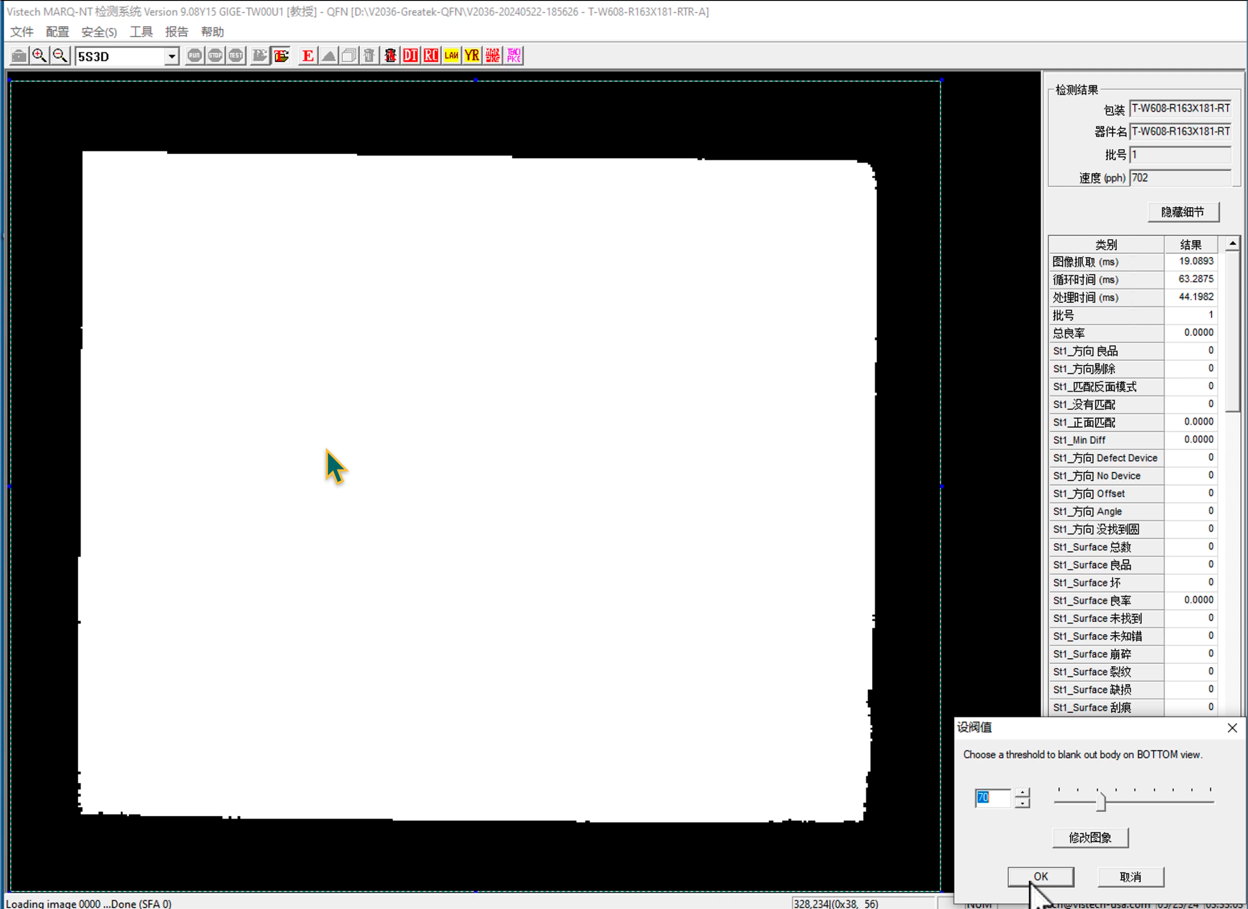 Vistech MARQ-NT 检测系统 Version 9.08Y15 GIGE-TW00U1 [教授] - QFN [D:\V2036-Greatek-QFN\V2036-20240522-185626 - T-W608-R163X181-RTR-A]
文件 配置 安全(S) 工具 报告 帮助
5S3D RUN STOP TEST E DT RL LAW YR
检测结果
包装 T-W608-R163X181-RT
器件名 T-W608-R163X181-RT
批号 1
速度 (pph) 702
隐藏细节
类别 结果
图像抓取 (ms) 19.0893
循环时间 (ms) 63.2875
处理时间 (ms) 44.1982
批号 1
总良率 0.0000
St1_方向 良品 0
St1_方向剔除 0
St1_匹配反面模式 0
St1_没有匹配 0
St1_正面匹配 0.0000
St1_Min Diff 0.0000
St1_方向 Defect Device 0
St1_方向 No Device 0
St1_方向 Offset 0
St1_方向 Angle 0
St1_方向 没找到圆 0
St1_Surface 总数 0
St1_Surface 良品 0
St1_Surface 坏 0
St1_Surface 良率 0.0000
St1_Surface 未找到 0
St1_Surface 未知错 0
St1_Surface 崩碎 0
St1_Surface 裂纹 0
St1_Surface 缺损 0
St1_Surface 刮痕 0
设阀值
Choose a threshold to blank out body on BOTTOM view.
70
修改图象
OK 取消
Loading image 0000 ...Done (SFA 0) 328,234|(0x38, 56) NUM @vistech-usa.com 05/23/24